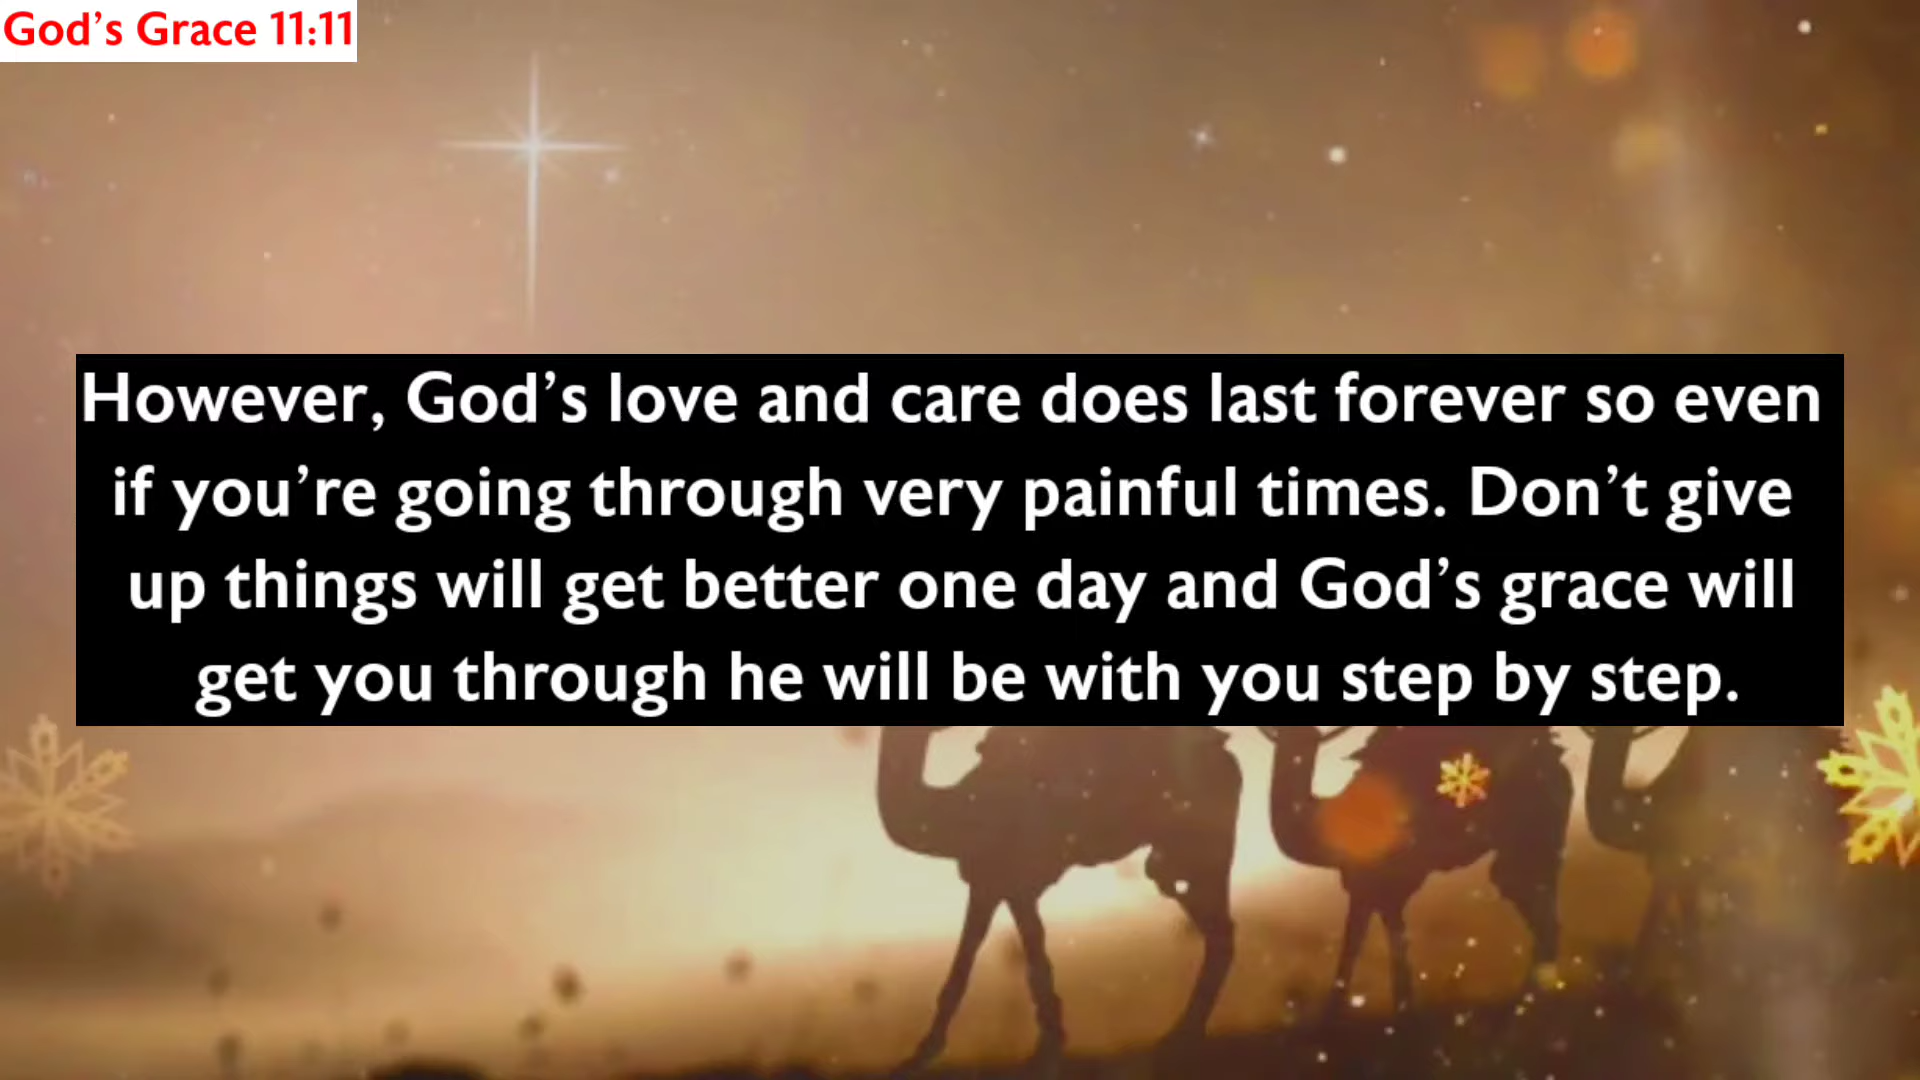 God’s Grace 11:11
However, God’s love and care does last forever so even
if you’re going through very painful times. Don’t give
up things will get better one day and God’s grace will
get you through he will be with you step by step.